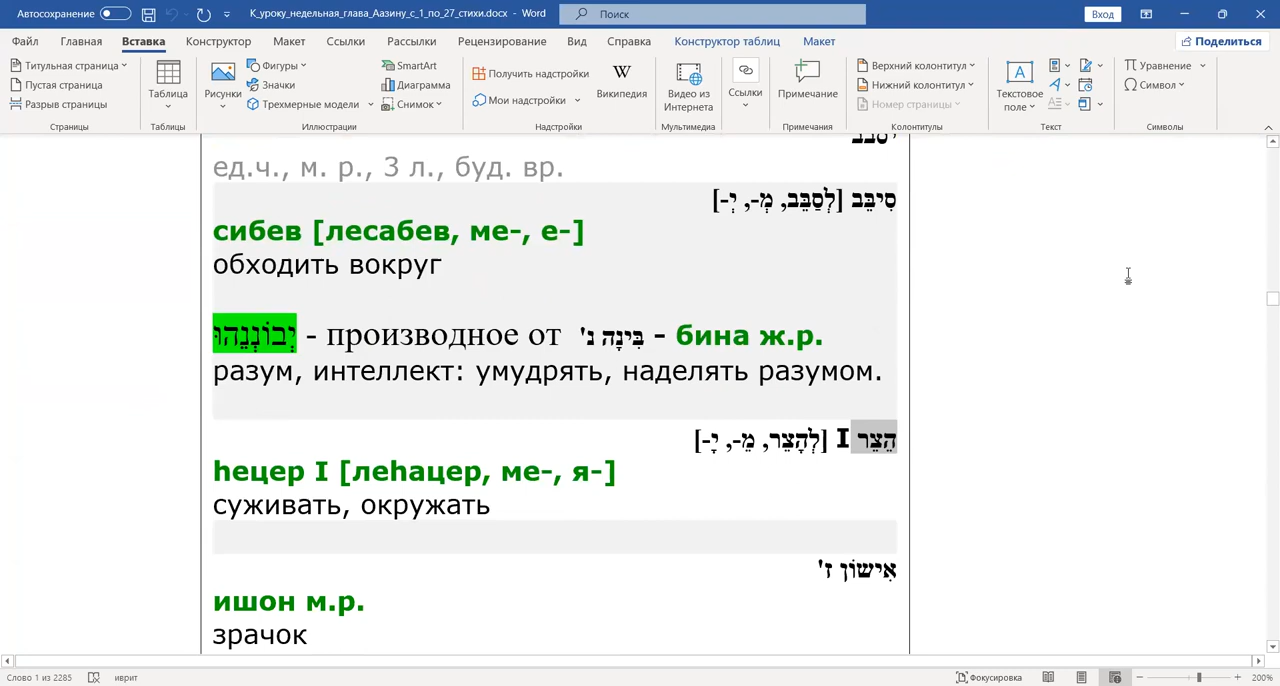 Автосохранение
К_уроку_недельная_глава_Аазину_с_1_по_27_стихи.docx - Word
Поиск
Вход
Файл Главная Вставка Конструктор Макет Ссылки Рассылки Рецензирование Вид Справка Конструктор таблиц Макет Поделиться
Титульная страница
Пустая страница
Разрыв страницы
Страницы
Таблица
Таблицы
Рисунки
Фигуры
Значки
Трехмерные модели
SmartArt
Диаграмма
Снимок
Иллюстрации
Получить надстройки
Мои надстройки
Википедия
Надстройки
Видео из Интернета
Мультимедиа
Ссылки
Примечание
Примечания
Верхний колонтитул
Нижний колонтитул
Номер страницы
Колонтитулы
Текстовое поле
Текст
Уравнение
Символ
Символы
ед.ч., м. р., 3 л., буд. вр.
סִיבֵּב [לְסַבֵּב, מְ-, יְ-]
сибев [лесабев, ме-, е-]
обходить вокруг
יְבוֹנְנֵהוּ - производное от בִּינָה נ' - бина ж.р.
разум, интеллект: умудрять, наделять разумом.
הֵצֵר I [לְהָצֵר, מֵ-, יָ-]
hецер I [леhацер, ме-, я-]
суживать, окружать
אִישׁוֹן ז'
ишон м.р.
зрачок
Слово 1 из 2285 иврит Фокусировка 200%